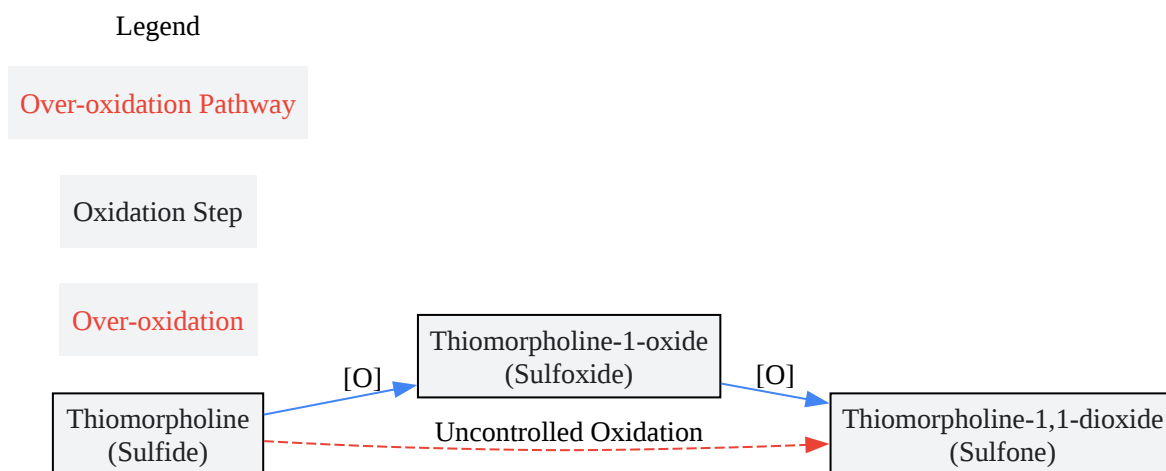 Legend
Over-oxidation Pathway
Oxidation Step
Over-oxidation
Thiomorpholine-1-oxide
(Sulfoxide)
[O]
[O]
Thiomorpholine
(Sulfide)
Uncontrolled Oxidation
Thiomorpholine-1,1-dioxide
(Sulfone)